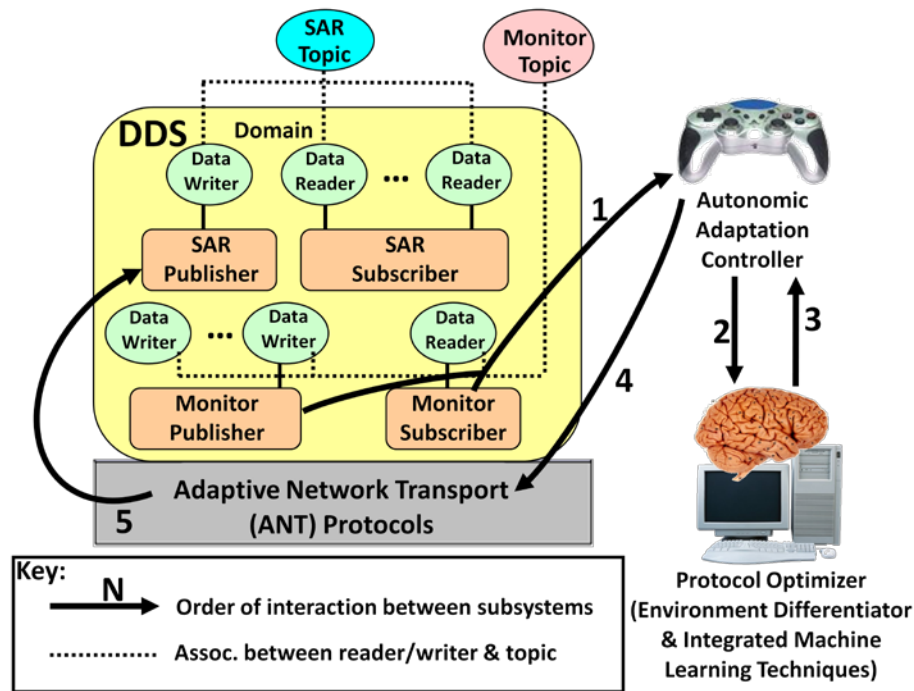 SAR
Topic
Monitor
Topic
DDS
Domain
Data
Writer
Data
Reader
...
Data
Reader
SAR
Publisher
SAR
Subscriber
Data
Writer
...
Data
Writer
Data
Reader
Monitor
Publisher
Monitor
Subscriber
Adaptive Network Transport
(ANT) Protocols
1
2
3
4
5
Autonomic
Adaptation
Controller
Protocol Optimizer
(Environment Differentiator
& Integrated Machine
Learning Techniques)
Key:
N
Order of interaction between subsystems
Assoc. between reader/writer & topic